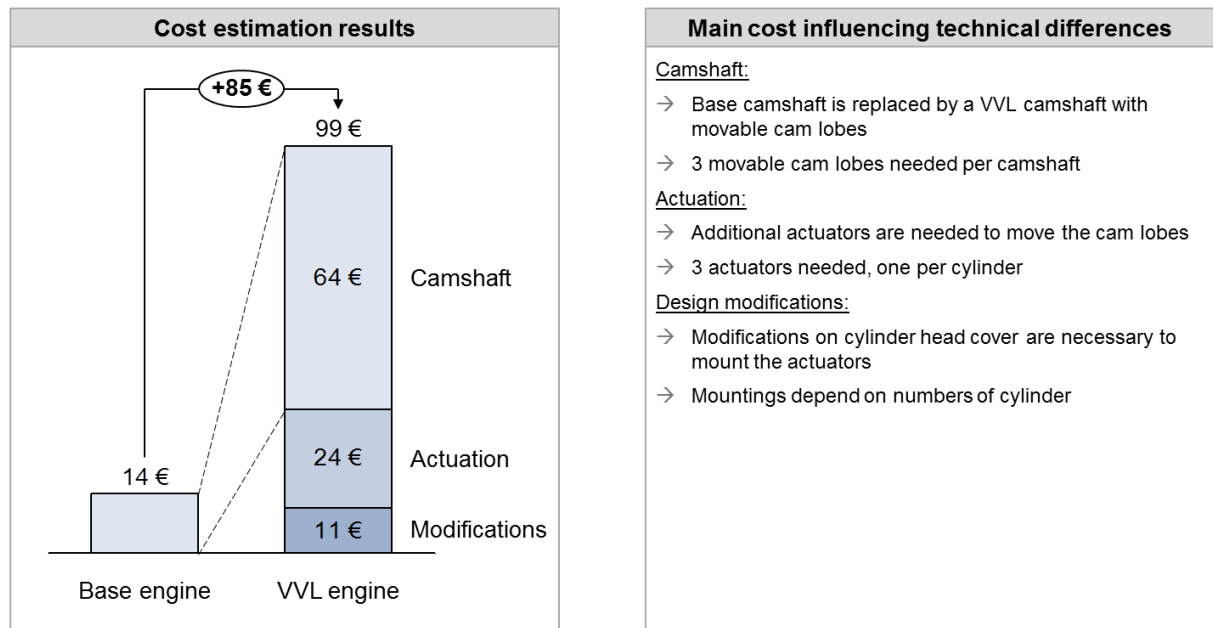 Cost estimation results
+85 €
99 €
64 €
Camshaft
24 €
Actuation
14 €
11 €
Modifications
Base engine
VVL engine
Main cost influencing technical differences
Camshaft:
→ Base camshaft is replaced by a VVL camshaft with
movable cam lobes
→ 3 movable cam lobes needed per camshaft
Actuation:
→ Additional actuators are needed to move the cam lobes
→ 3 actuators needed, one per cylinder
Design modifications:
→ Modifications on cylinder head cover are necessary to
mount the actuators
→ Mountings depend on numbers of cylinder